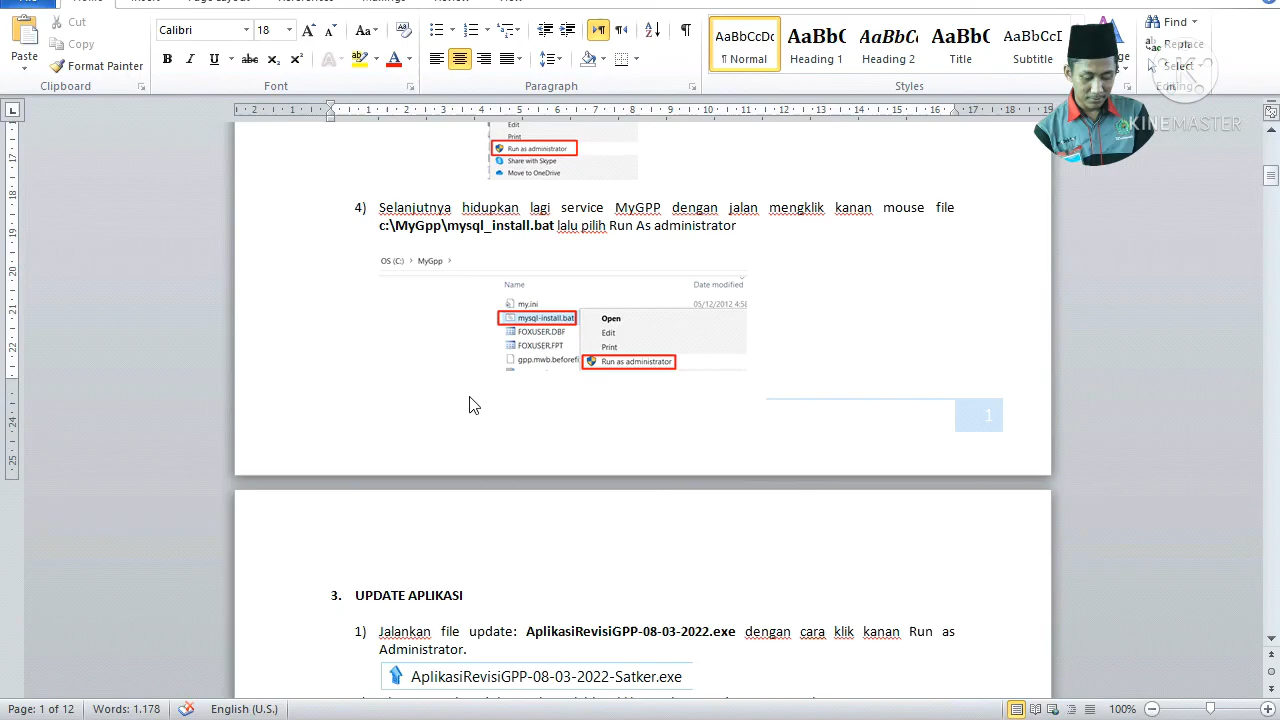 Cut
Copy
Format Painter
Paste
Clipboard
Calibri
18
Font
Paragraph
AaBbCcDc
¶ Normal
AaBbC
Heading 1
AaBbC
Heading 2
AaBbC
Title
AaBbCcD
Subtitle
Styles
Find
Replace
Select
Editing
KINEMASTER
Edit
Print
Run as administrator
Share with Skype
Move to OneDrive
4) Selanjutnya hidupkan lagi service MyGPP dengan jalan mengklik kanan mouse file
c:\MyGpp\mysql_install.bat lalu pilih Run As administrator
OS (C:) > MyGpp >
Name Date modified
my.ini 05/12/2012 4:58
mysql-install.bat Open
FOXUSER.DBF Edit
FOXUSER.FPT Print
gpp.mwb.beforefi Run as administrator
1
3. UPDATE APLIKASI
1) Jalankan file update: AplikasiRevisiGPP-08-03-2022.exe dengan cara klik kanan Run as
Administrator.
AplikasiRevisiGPP-08-03-2022-Satker.exe
Page: 1 of 12 Words: 1.178 English (U.S.) 100%